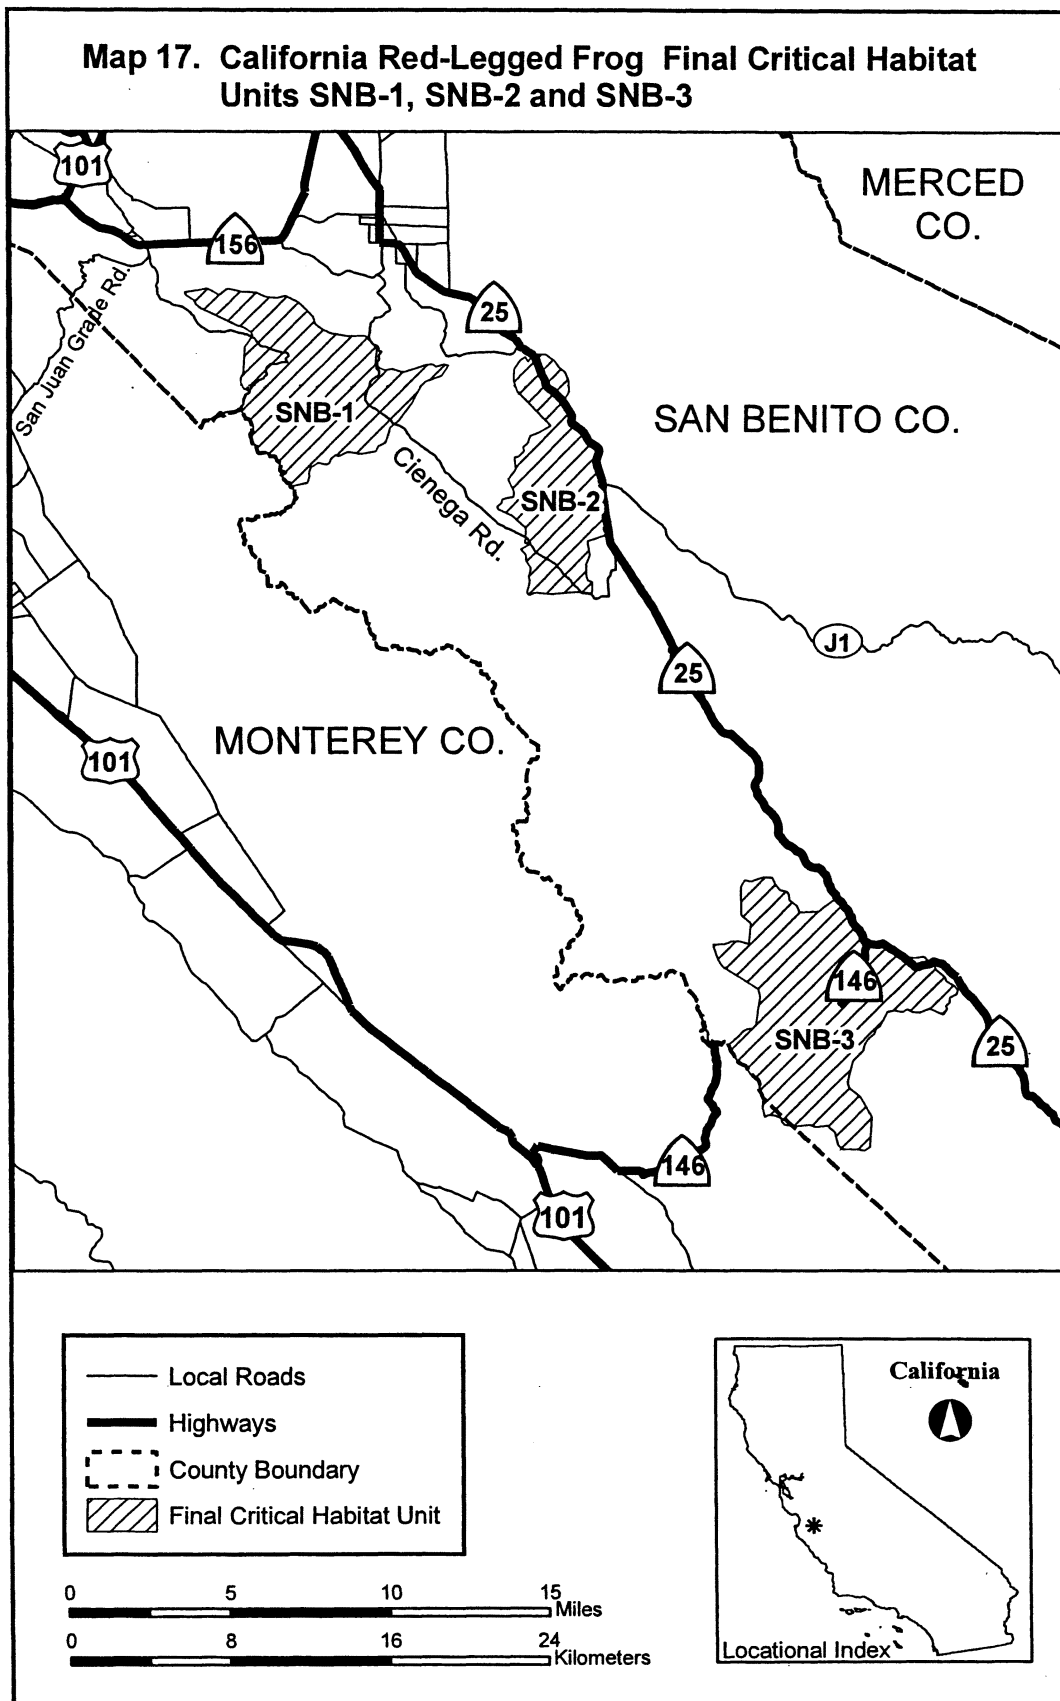 Map 17. California Red-Legged Frog Final Critical Habitat
Units SNB-1, SNB-2 and SNB-3
101
MERCED
CO.
156
San Juan Grade Rd.
25
SNB-1
SAN BENITO CO.
Cienega Rd.
SNB-2
J1
25
MONTEREY CO.
101
146
SNB-3
25
146
101
Local Roads
Highways
County Boundary
Final Critical Habitat Unit
California
0 5 10 15
Miles
0 8 16 24
Kilometers
Locational Index